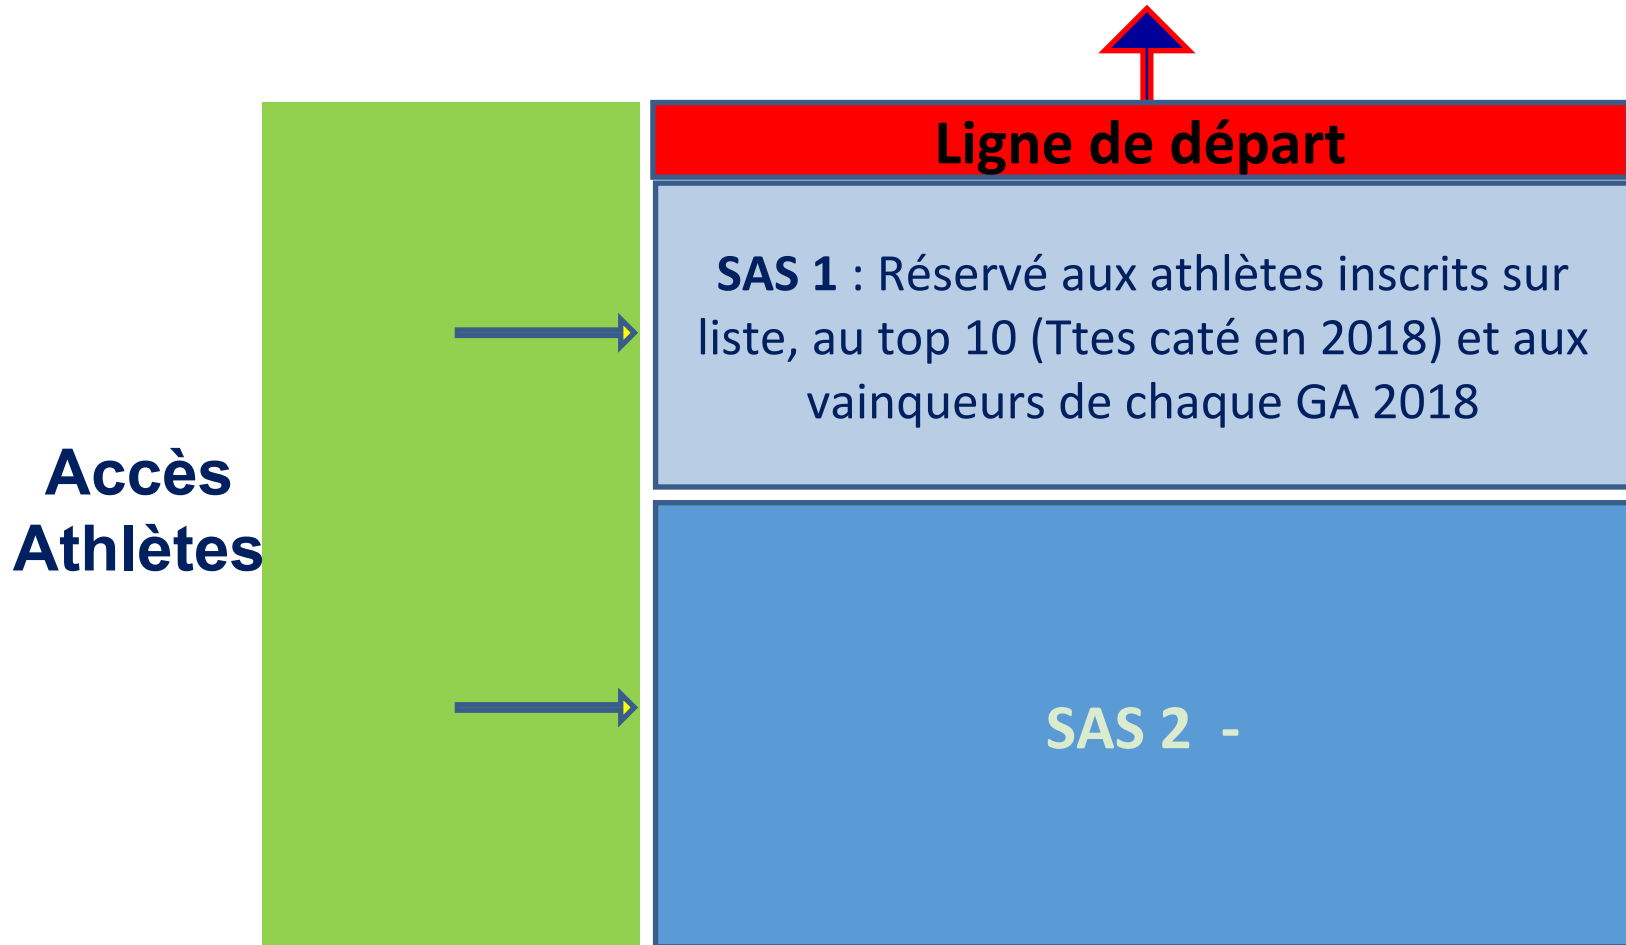 Ligne de départ
SAS 1 : Réservé aux athlètes inscrits sur
liste, au top 10 (Ttes caté en 2018) et aux
vainqueurs de chaque GA 2018
Accès
Athlètes
SAS 2 -